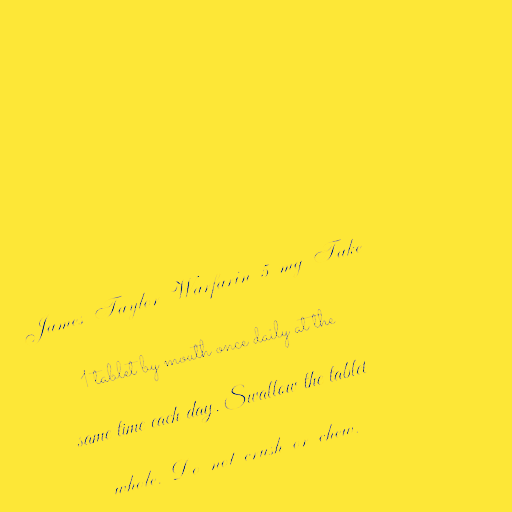 James Taylor Warfarin 5 mg Take
1 tablet by mouth once daily at the
same time each day. Swallow the tablet
whole. Do not crush or chew.